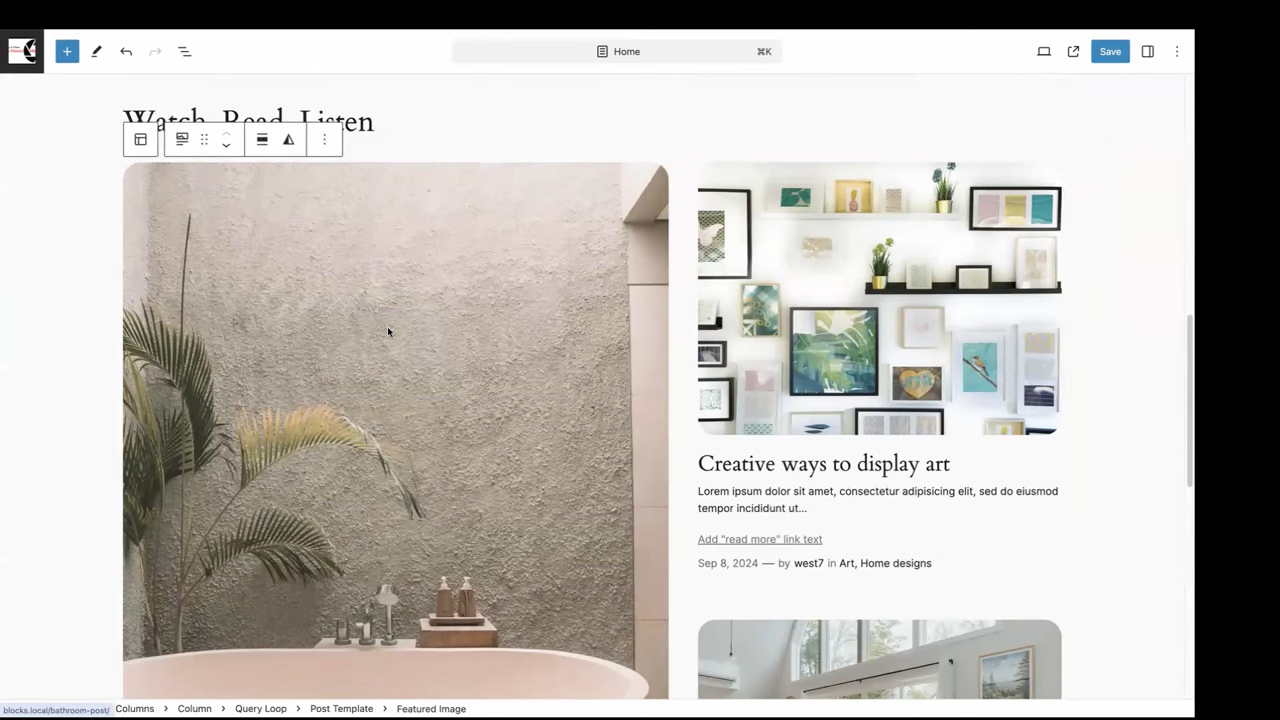 Home
⌘K
Save
Watch, Read, Listen
Creative ways to display art
Lorem ipsum dolor sit amet, consectetur adipisicing elit, sed do eiusmod
tempor incididunt ut...
Add "read more" link text
Sep 8, 2024 — by west7 in Art, Home designs
blocks.local/bathroom-post/
Columns > Column > Query Loop > Post Template > Featured Image